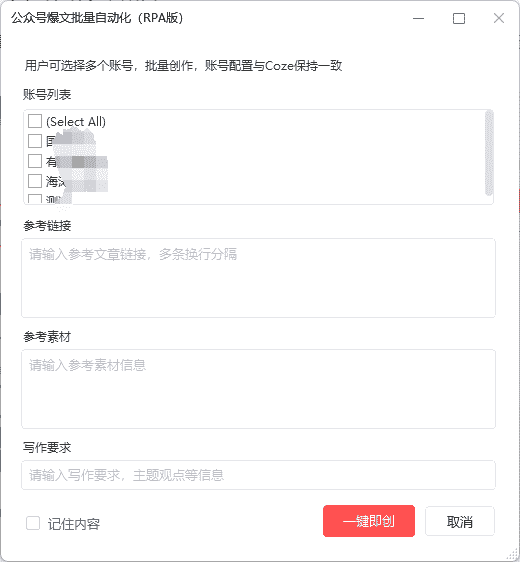 公众号爆文批量自动化（RPA版）
用户可选择多个账号，批量创作，账号配置与Coze保持一致
账号列表
(Select All)
国
有
海
参考链接
请输入参考文章链接，多条换行分隔
参考素材
请输入参考素材信息
写作要求
请输入写作要求，主题观点等信息
记住内容
一键即创
取消